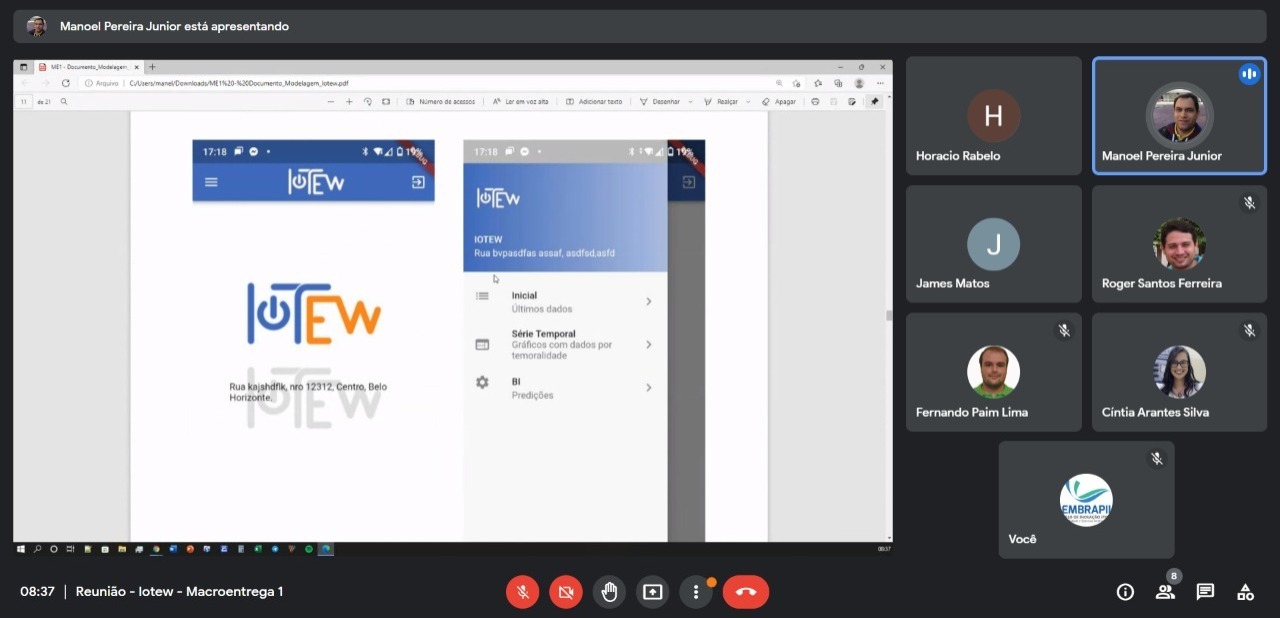 Manoel Pereira Junior está apresentando
ME1 - Documento_Modelagem_
Arquivo
C:/Users/manel/Downloads/ME1%20-%20Documento_Modelagem_Iotew.pdf
11 de 21
Número de acessos
Ler em voz alta
Adicionar texto
Desenhar
Realçar
Apagar
17:18
19%
IOTEW
17:18
19%
IOTEW
IOTEW
Rua bvpasdfas assaf, asdfsd,asfd
Inicial
Últimos dados
Série Temporal
Gráficos com dados por
temoralidade
BI
Predições
IOTEW
Rua kajshdflk, nro 12312, Centro, Belo
Horizonte.
08:37
H
Horacio Rabelo
Manoel Pereira Junior
J
James Matos
Roger Santos Ferreira
Fernando Paim Lima
Cíntia Arantes Silva
EMBRAPII
Você
08:37 | Reunião - Iotew - Macroentrega 1
8